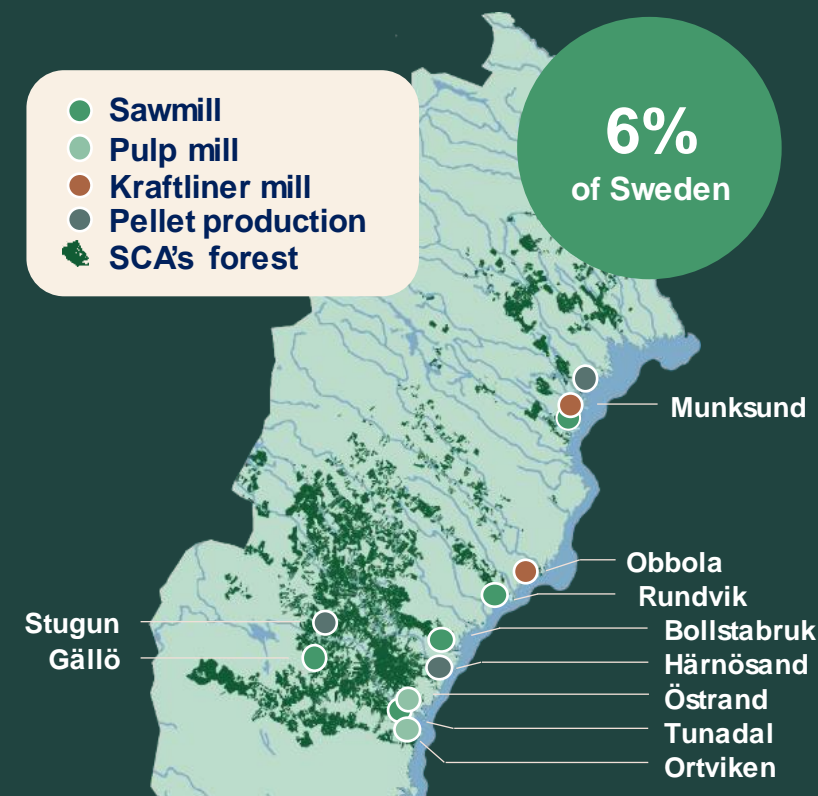 Sawmill
Pulp mill
Kraftliner mill
Pellet production
SCA's forest
6%
of Sweden
Munksund
Obbola
Rundvik
Bollstabruk
Härnösand
Östrand
Tunadal
Ortviken
Stugun
Gällö